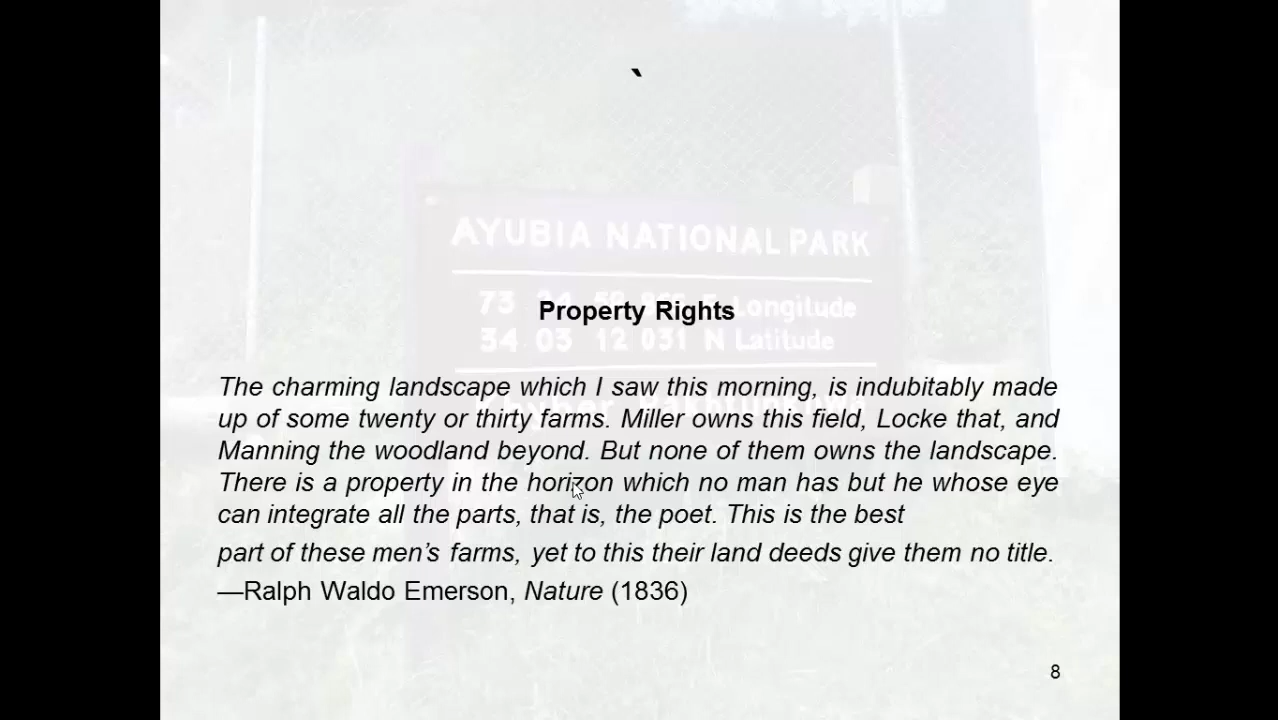 `
AYUBIA NATIONAL PARK
Longitude
34 03 12 031 N Latitude
Property Rights
The charming landscape which I saw this morning, is indubitably made
up of some twenty or thirty farms. Miller owns this field, Locke that, and
Manning the woodland beyond. But none of them owns the landscape.
There is a property in the horizon which no man has but he whose eye
can integrate all the parts, that is, the poet. This is the best
part of these men’s farms, yet to this their land deeds give them no title.
—Ralph Waldo Emerson, Nature (1836)
8